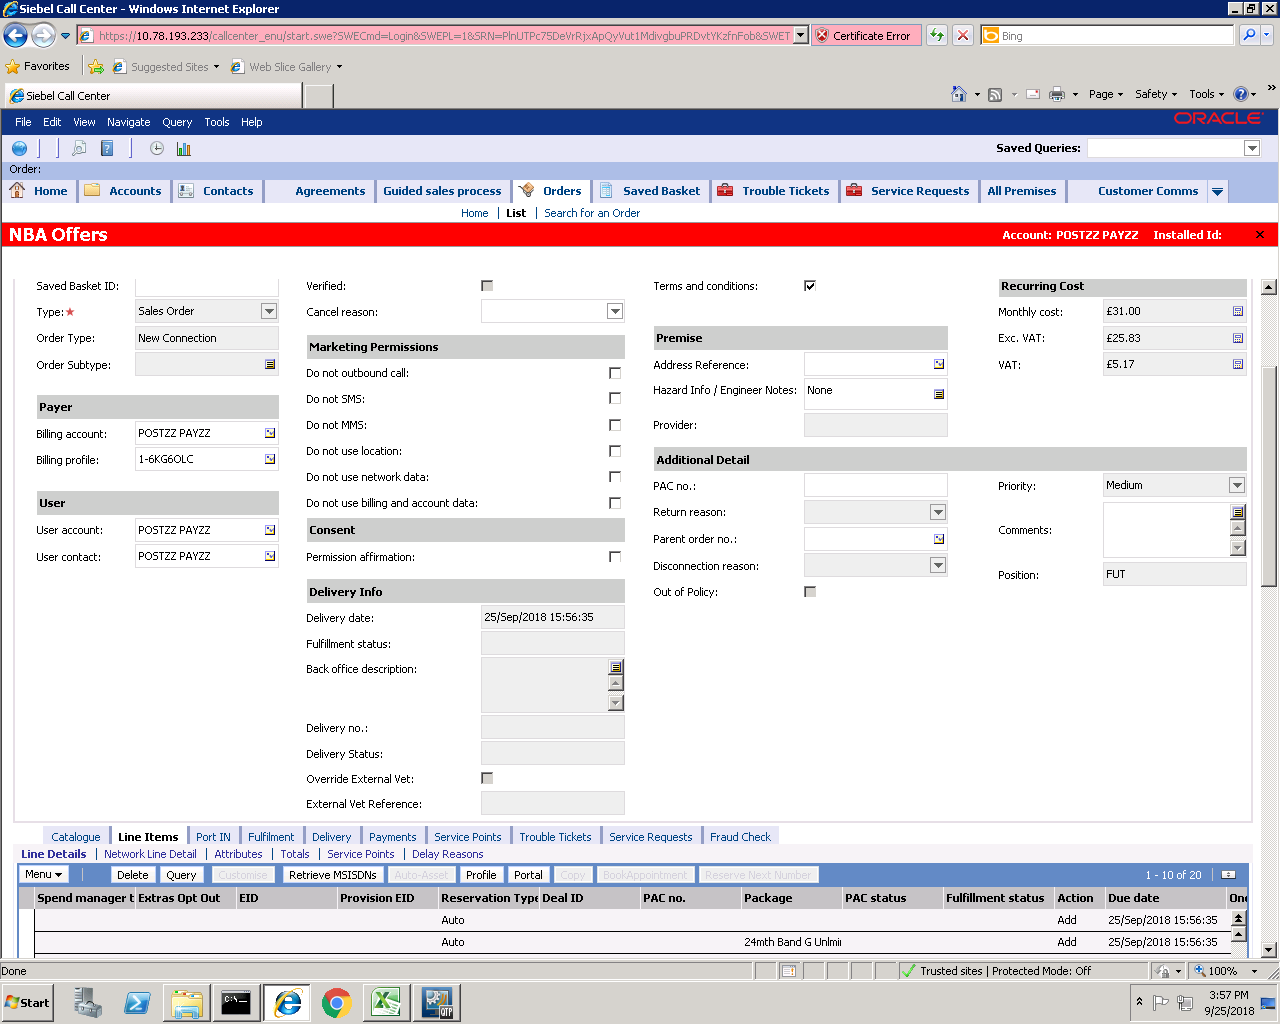 Siebel Call Center - Windows Internet Explorer
https://10.78.193.233/callcenter_enu/start.swe?SWECmd=Login&SWEPL=1&SRN=PlnUTPc75DeVrRjxApQyVut1MdivgbuPRDvtYKzfnFob&SWET Certificate Error Bing
Favorites Suggested Sites Web Slice Gallery
Siebel Call Center Page Safety Tools
File Edit View Navigate Query Tools Help ORACLE
Saved Queries:
Order:
Home Accounts Contacts Agreements Guided sales process Orders Saved Basket Trouble Tickets Service Requests All Premises Customer Comms
Home List Search for an Order
NBA Offers Account: POSTZZ PAYZZ Installed Id:
Saved Basket ID: Verified: Terms and conditions: Recurring Cost
Type: Sales Order Cancel reason: Monthly cost: £31.00
Order Type: New Connection Premise Exc. VAT: £25.83
Marketing Permissions
Order Subtype: Address Reference: VAT: £5.17
Do not outbound call:
Hazard Info / Engineer Notes: None
Do not SMS:
Payer
Do not MMS: Provider:
Billing account: POSTZZ PAYZZ
Do not use location:
Billing profile: 1-6KG6OLC Additional Detail
Do not use network data: PAC no.: Priority: Medium
User Do not use billing and account data:
Return reason:
User account: POSTZZ PAYZZ Consent Comments:
Parent order no.:
User contact: POSTZZ PAYZZ Permission affirmation:
Disconnection reason: Position: FUT
Delivery Info Out of Policy:
Delivery date: 25/Sep/2018 15:56:35
Fulfillment status:
Back office description:
Delivery no.:
Delivery Status:
Override External Vet:
External Vet Reference:
Catalogue Line Items Port IN Fulfilment Delivery Payments Service Points Trouble Tickets Service Requests Fraud Check
Line Details Network Line Detail Attributes Totals Service Points Delay Reasons
Menu Delete Query Customise Retrieve MSISDNs Auto-Asset Profile Portal Copy BookAppointment Reserve Next Number 1 - 10 of 20
Spend manager t Extras Opt Out EID Provision EID Reservation Type Deal ID PAC no. Package PAC status Fulfillment status Action Due date One
Auto Add 25/Sep/2018 15:56:35
Auto 24mth Band G Unlmi Add 25/Sep/2018 15:56:35
Done Trusted sites | Protected Mode: Off 100%
Start QTP 3:57 PM
9/25/2018